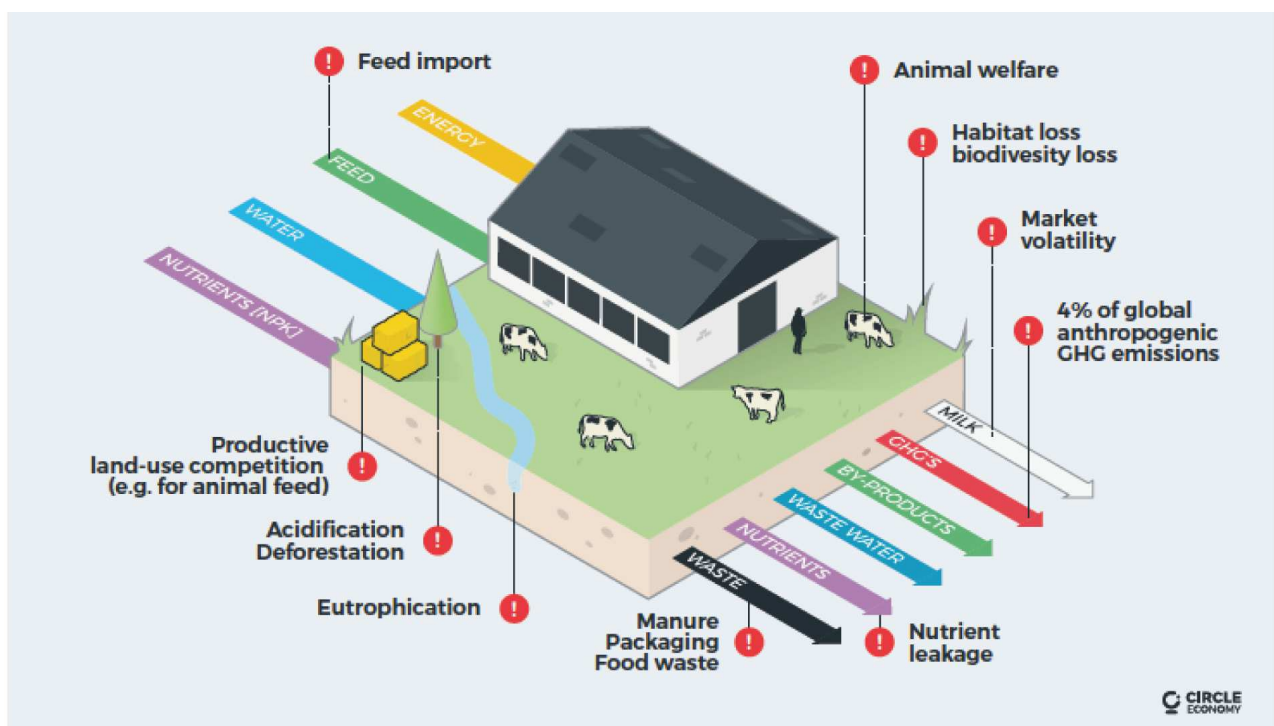 Feed import
Animal welfare
ENERGY
Habitat loss
biodivesity loss
FEED
WATER
Market
volatility
NUTRIENTS [NPK]
4% of global
anthropogenic
GHG emissions
MILK
GHG'S
BY-PRODUCTS
WASTE WATER
NUTRIENTS
WASTE
Productive
land-use competition
(e.g. for animal feed)
Acidification
Deforestation
Eutrophication
Manure
Packaging
Food waste
Nutrient
leakage
CIRCLE
ECONOMY